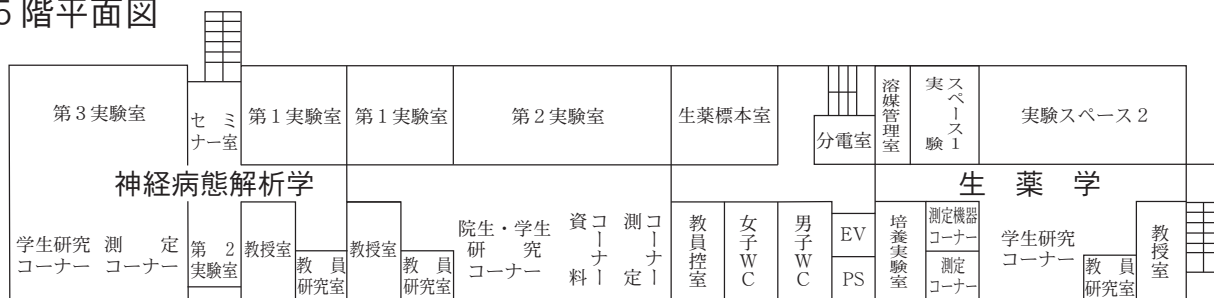 5階平面図
第3実験室
セミ
ナー室
第1実験室
第1実験室
第2実験室
生薬標本室
分電室
溶媒管理室
実験
スペース1
実験スペース2
神経病態解析学
生薬学
学生研究
コーナー
測定
コーナー
第2
実験室
教授室
教員
研究室
教授室
教員
研究室
院生・学生
研究
コーナー
資料
コーナー
測定
コーナー
教員控室
女子WC
男子WC
EV
PS
培養実験室
測定機器
コーナー
測定
コーナー
学生研究
コーナー
教員
研究室
教授室